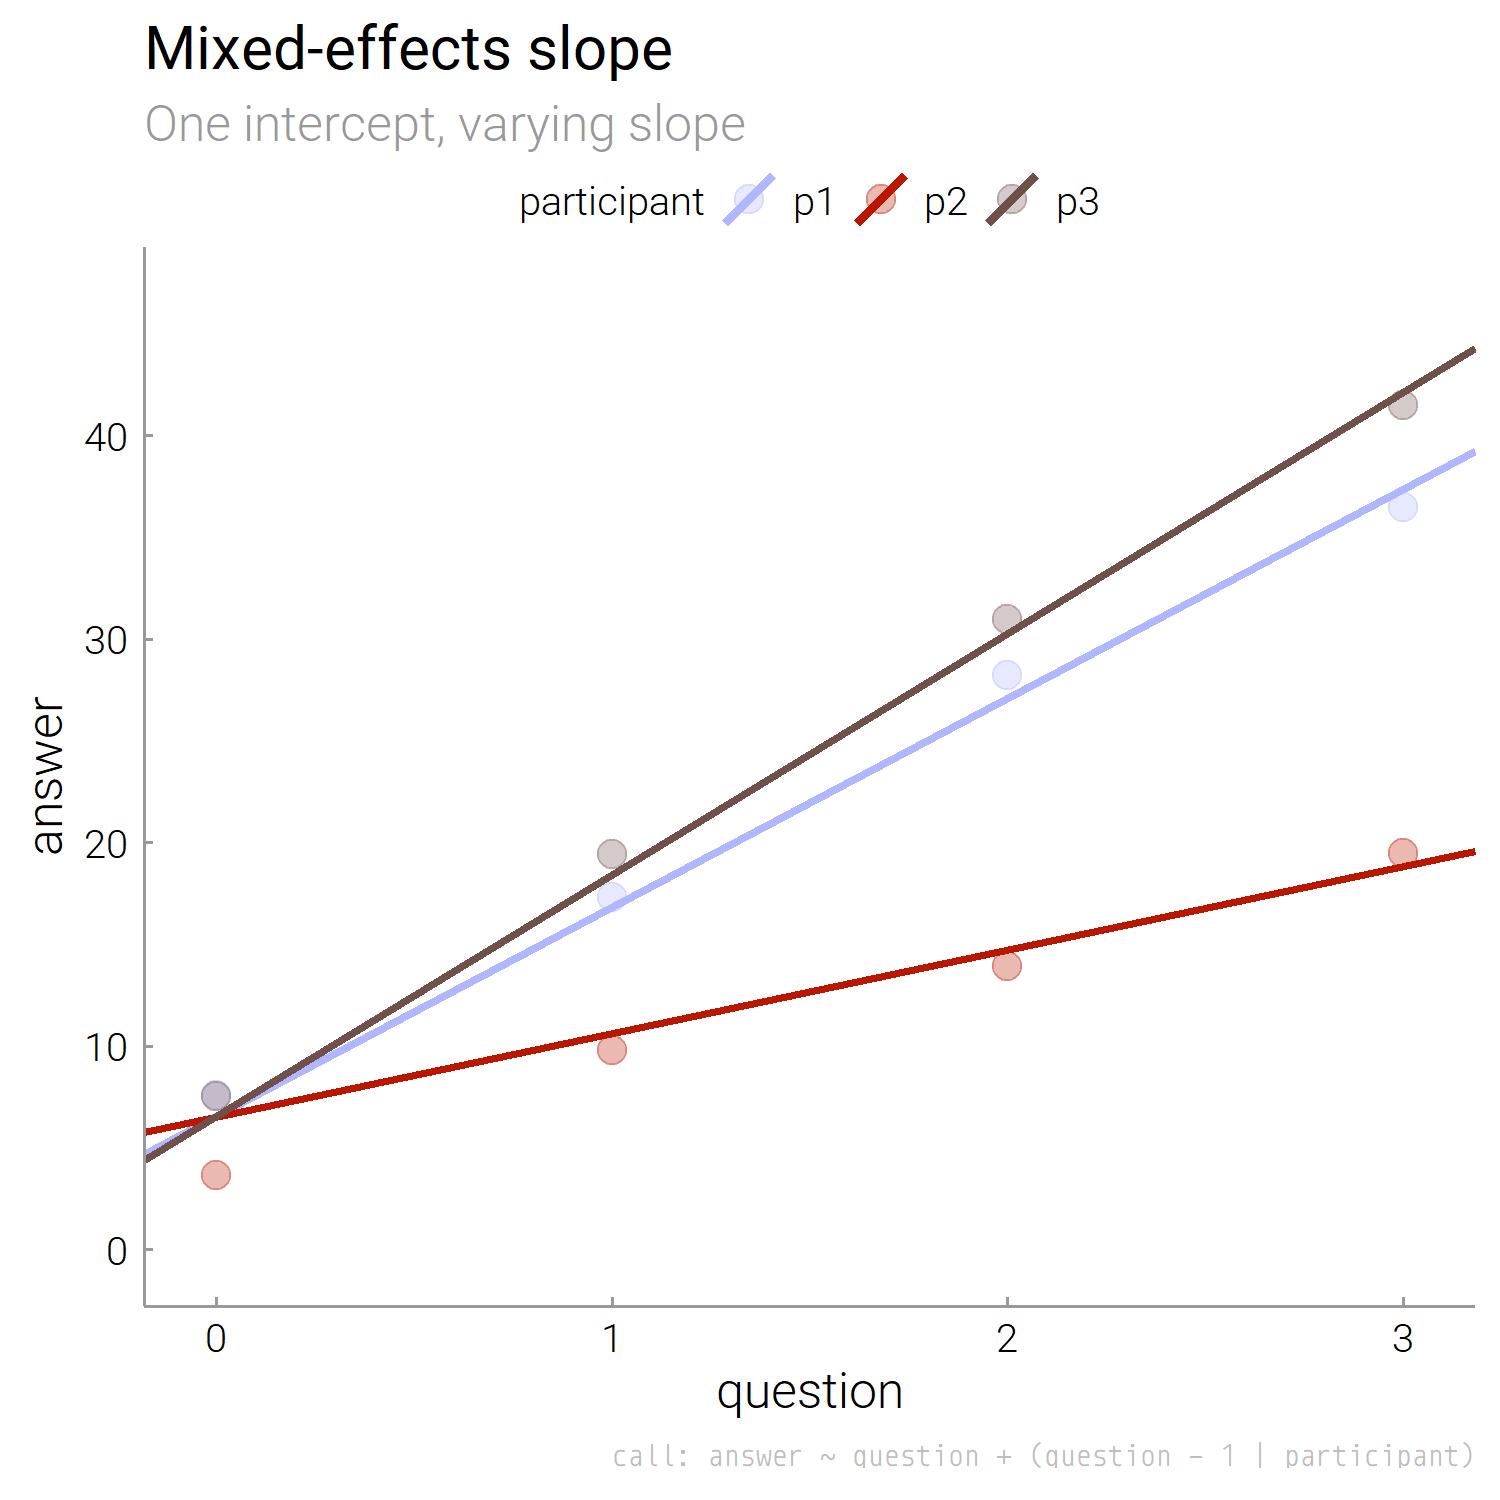 Mixed-effects slope
One intercept, varying slope
participant p1 p2 p3
answer
40
30
20
10
0
0 1 2 3
question
call: answer ~ question + (question - 1 | participant)